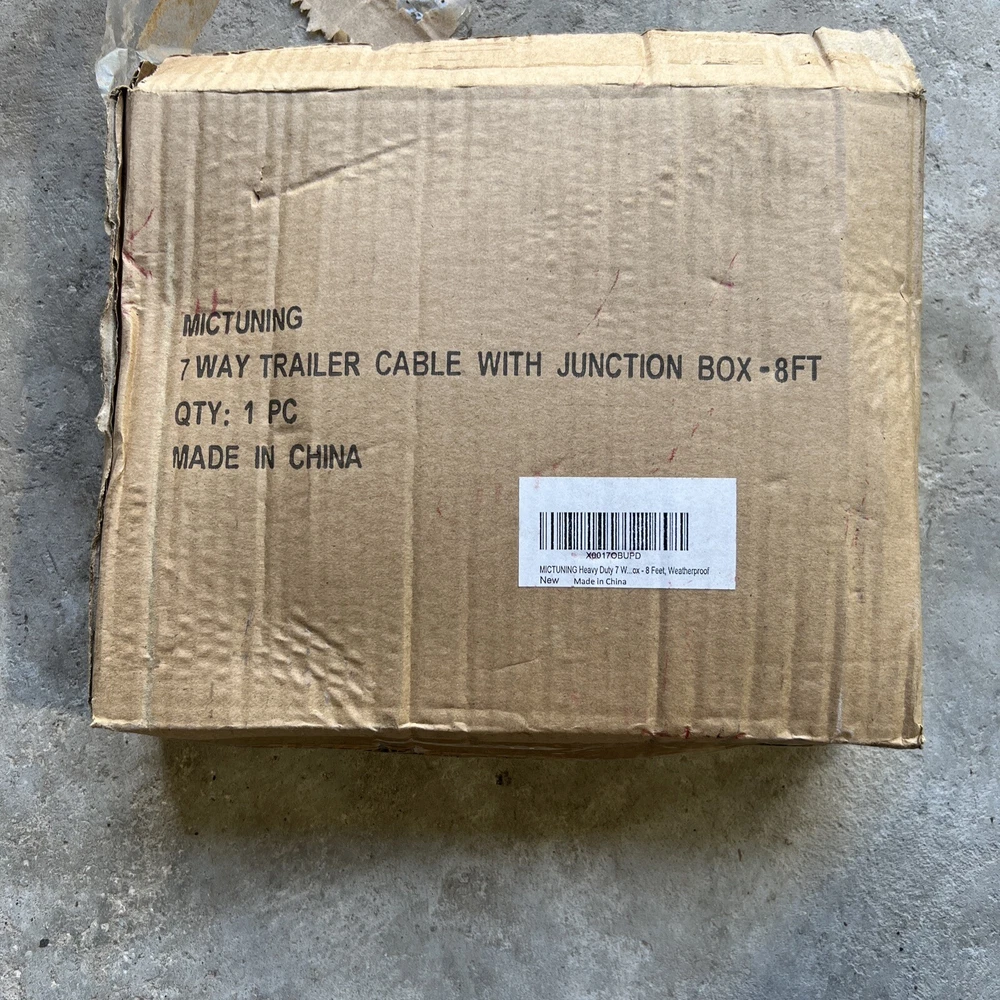 MICTUNING
7 WAY TRAILER CABLE WITH JUNCTION BOX - 8FT
QTY: 1 PC
MADE IN CHINA
X0017OBUPD
MICTUNING Heavy Duty 7 W...ox - 8 Feet, Weatherproof
New Made in China